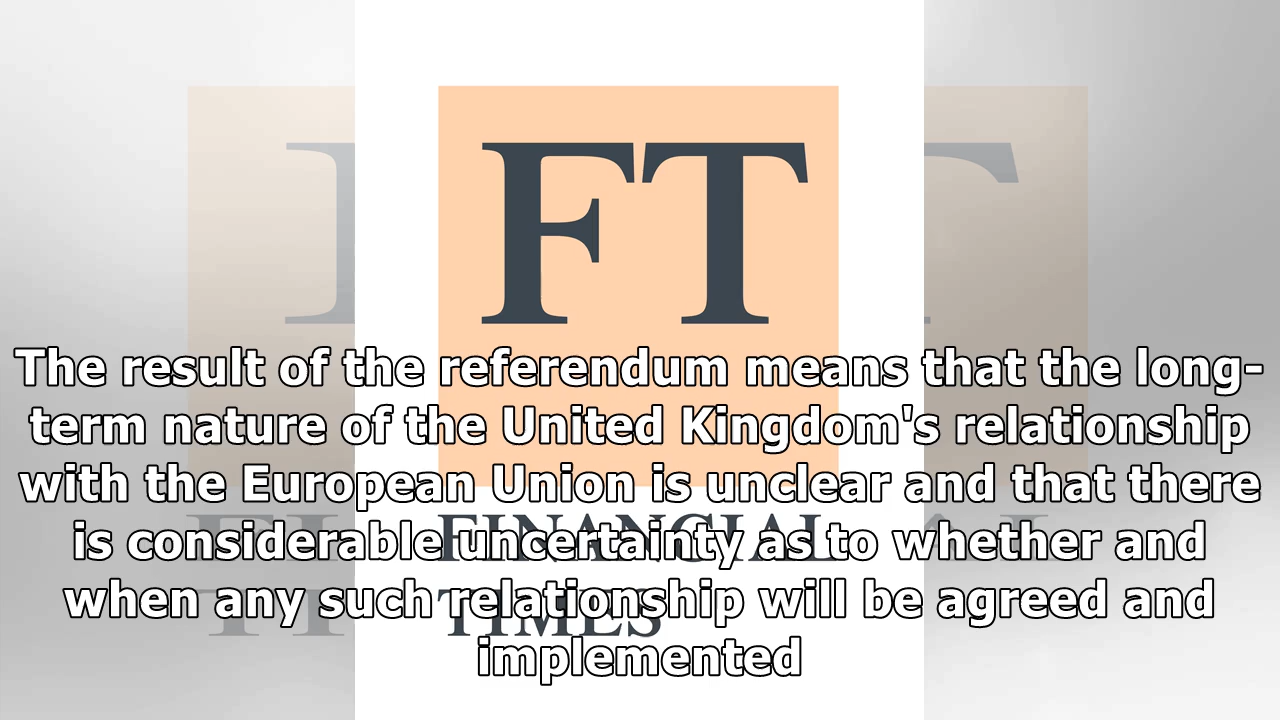 FT
The result of the referendum means that the long-
term nature of the United Kingdom's relationship
with the European Union is unclear and that there
is considerable uncertainty as to whether and
when any such relationship will be agreed and
implemented
FINANCIAL
TIMES